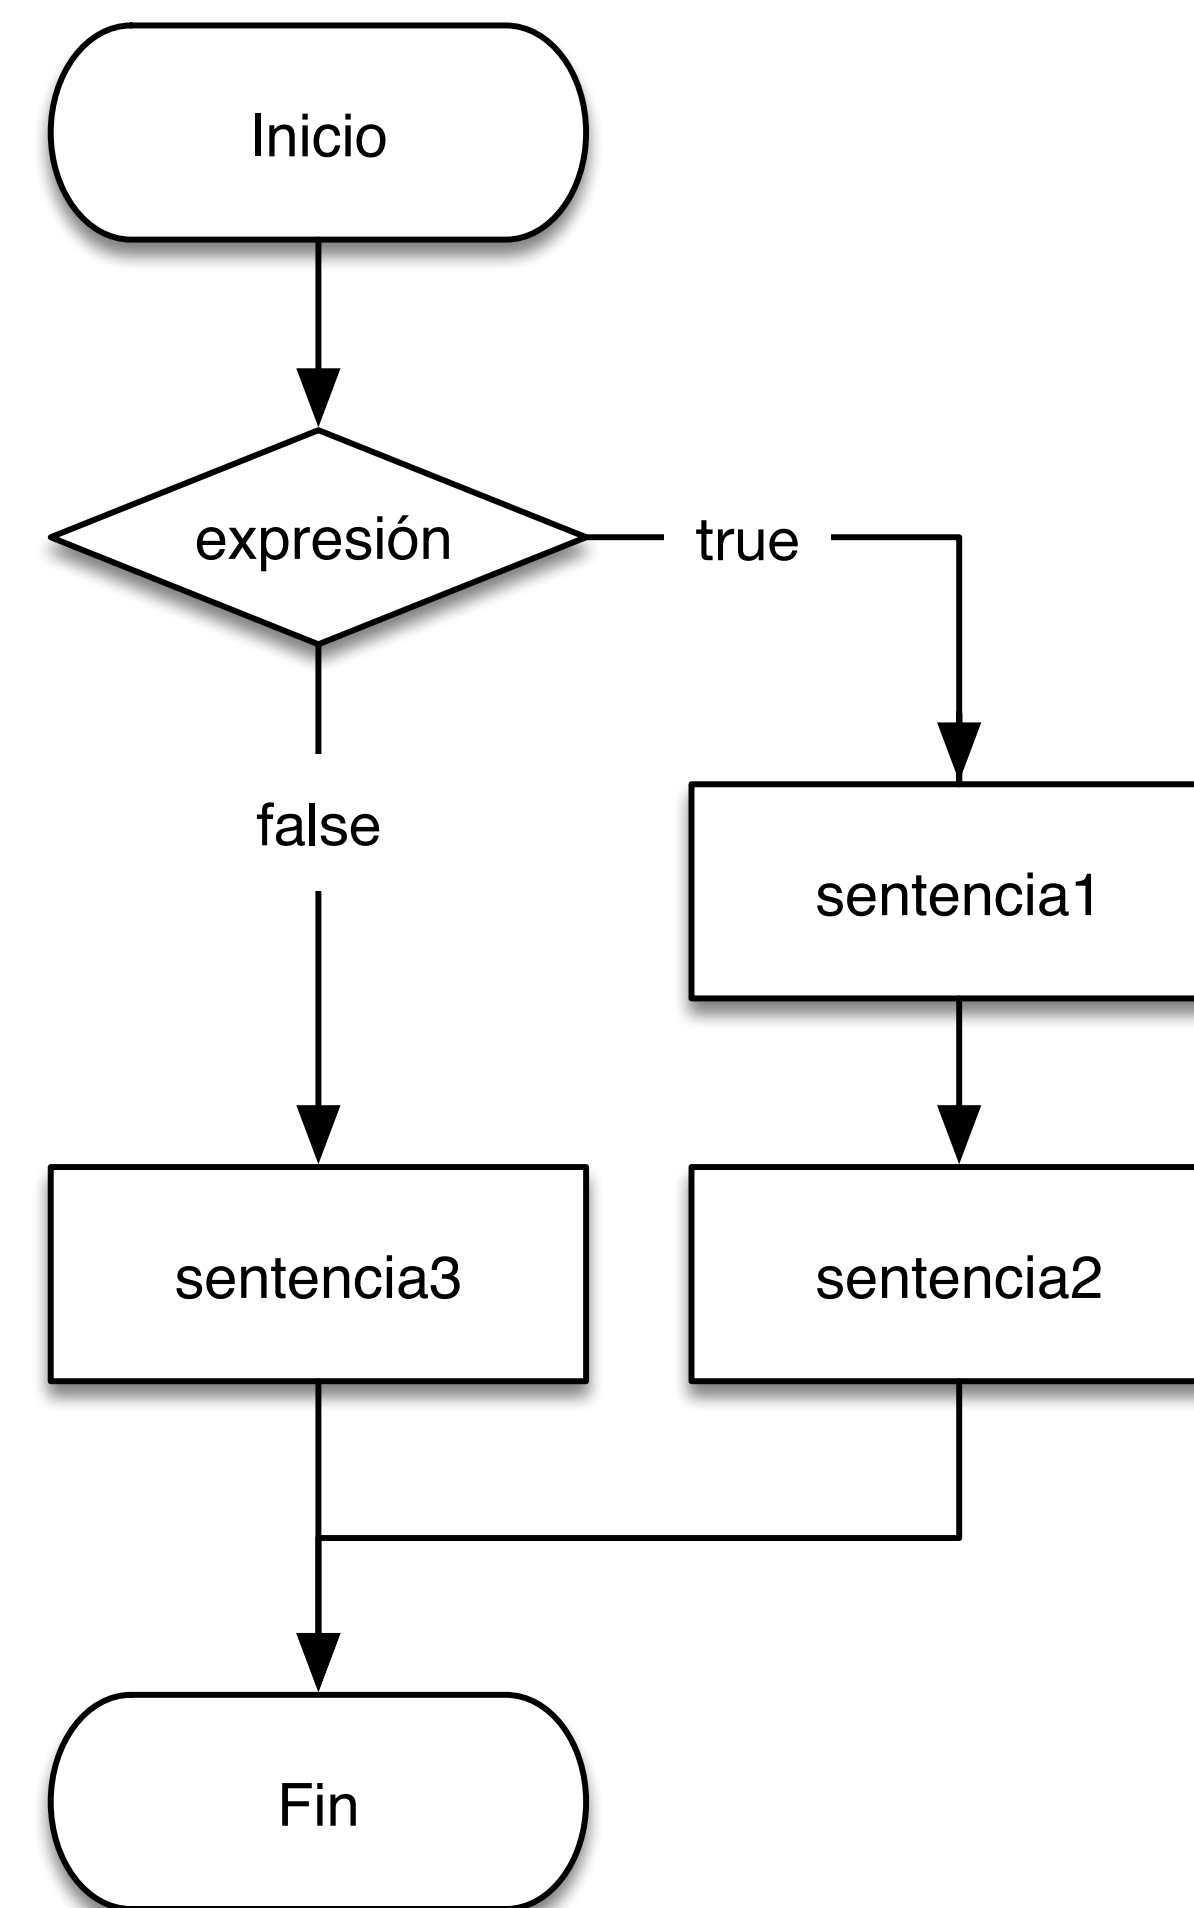 Inicio
expresión
true
false
sentencia1
sentencia3
sentencia2
Fin